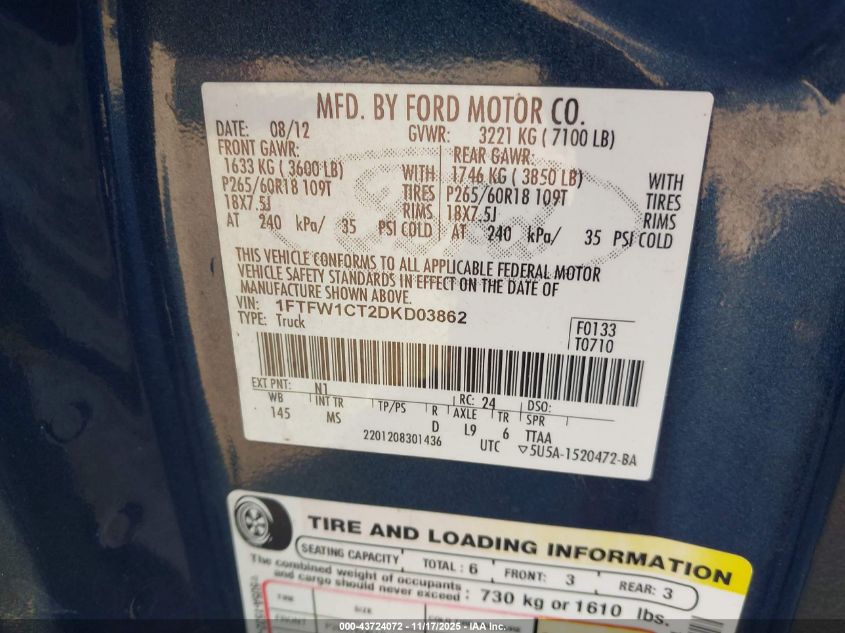 MFD. BY FORD MOTOR CO.
DATE: 08/12 GVWR: 3221 KG ( 7100 LB)
FRONT GAWR: REAR GAWR:
1633 KG ( 3600 LB) WITH 1746 KG ( 3850 LB) WITH
P265/60R18 109T TIRES P265/60R18 109T TIRES
18X7.5J RIMS 18X7.5J RIMS
AT 240 kPa/ 35 PSI COLD AT 240 kPa/ 35 PSI COLD
THIS VEHICLE CONFORMS TO ALL APPLICABLE FEDERAL MOTOR
VEHICLE SAFETY STANDARDS IN EFFECT ON THE DATE OF
MANUFACTURE SHOWN ABOVE.
VIN: 1FTFW1CT2DKD03862
TYPE: Truck
F0133
T0710
EXT PNT: N1 RC: 24 DSO:
WB INT TR TP/PS R AXLE TR SPR
145 MS D L9 6 TTAA
2201208301436 UTC ▽5U5A-1520472-BA
TIRE AND LOADING INFORMATION
SEATING CAPACITY TOTAL : 6 FRONT: 3 REAR: 3
The combined weight of occupants
and cargo should never exceed : 730 kg or 1610 lbs.
TIRE SIZE
FRONT
000-43724072 - 11/17/2025 - IAA Inc.